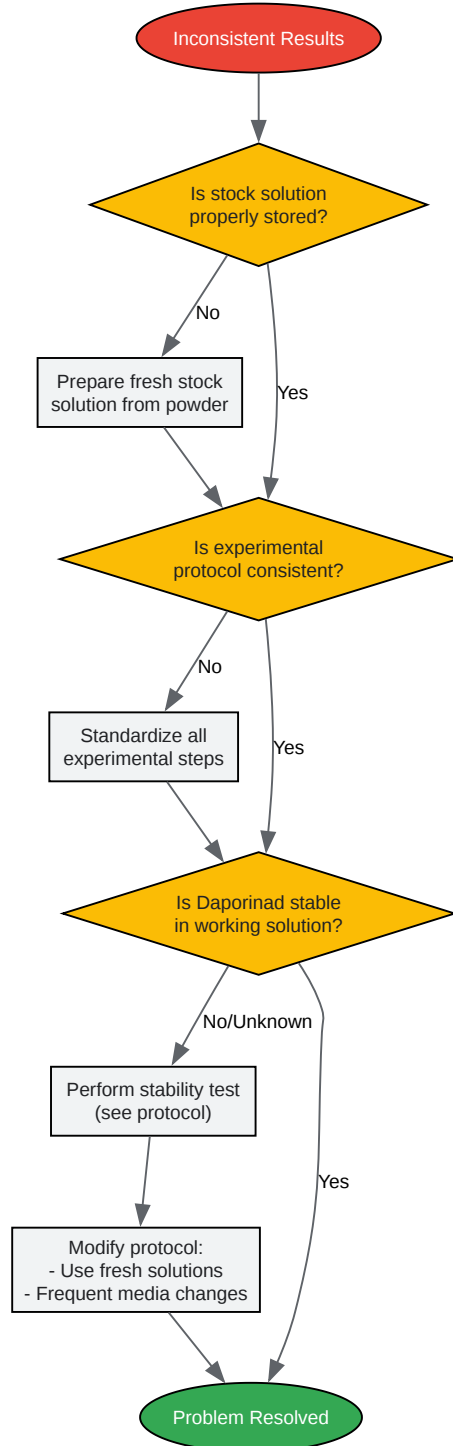 Inconsistent Results
Is stock solution
properly stored?
No
Prepare fresh stock
solution from powder
Yes
Is experimental
protocol consistent?
No
Standardize all
experimental steps
Yes
Is Daporinad stable
in working solution?
No/Unknown
Perform stability test
(see protocol)
Yes
Modify protocol:
- Use fresh solutions
- Frequent media changes
Problem Resolved